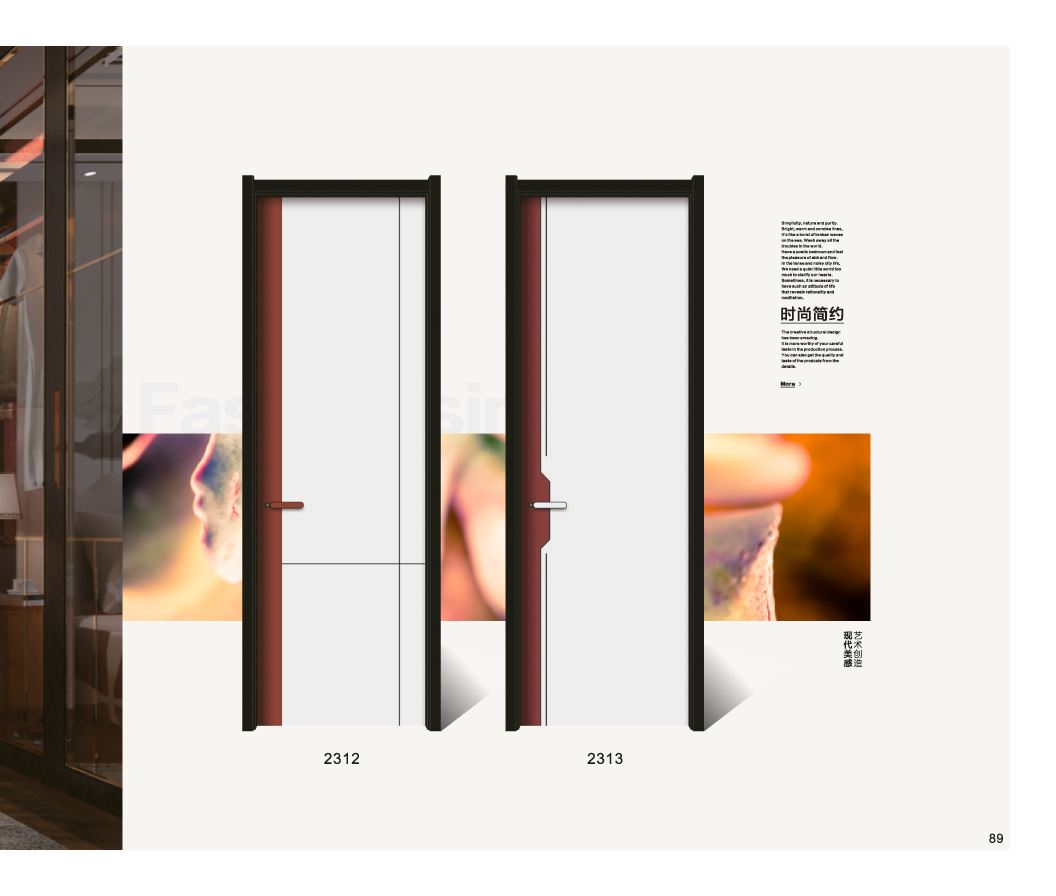 Simplicity, nature and purity.
Bright, warm and concise lines,
It's like a burst of broken waves
on the sea. Wash away all the
troubles in the world.
Have a poetic bedroom and feel
the pleasure of ebb and flow.
In the tense and noisy city life,
We need a quiet little world too
much to clarify our hearts.
Sometimes, it is necessary to
have such an attitude of life
that reveals rationality and
meditation.
时尚简约
The creative structural design
has been amazing.
It is more worthy of your careful
taste in the production process.
You can also get the quality and
taste of the products from the
details.
More >
Fas
sin
艺术创造
现代美感
2312
2313
89